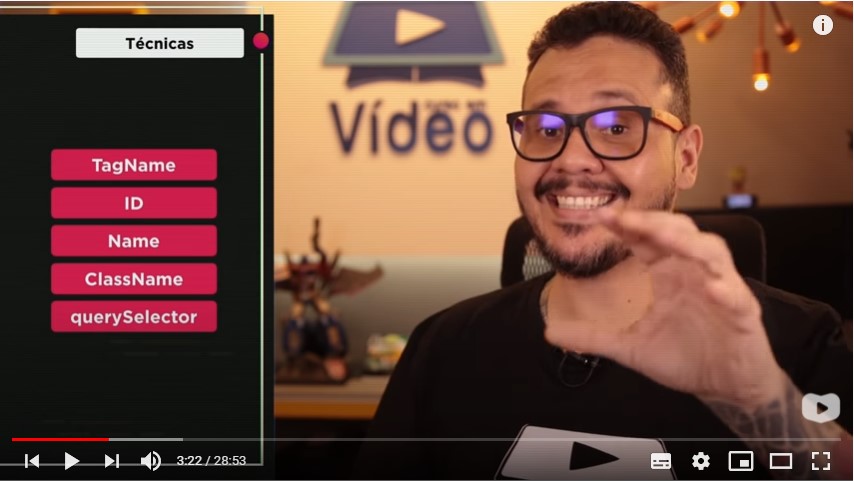 Técnicas
TagName
ID
Name
ClassName
querySelector
Vídeo
3:22 / 28:53